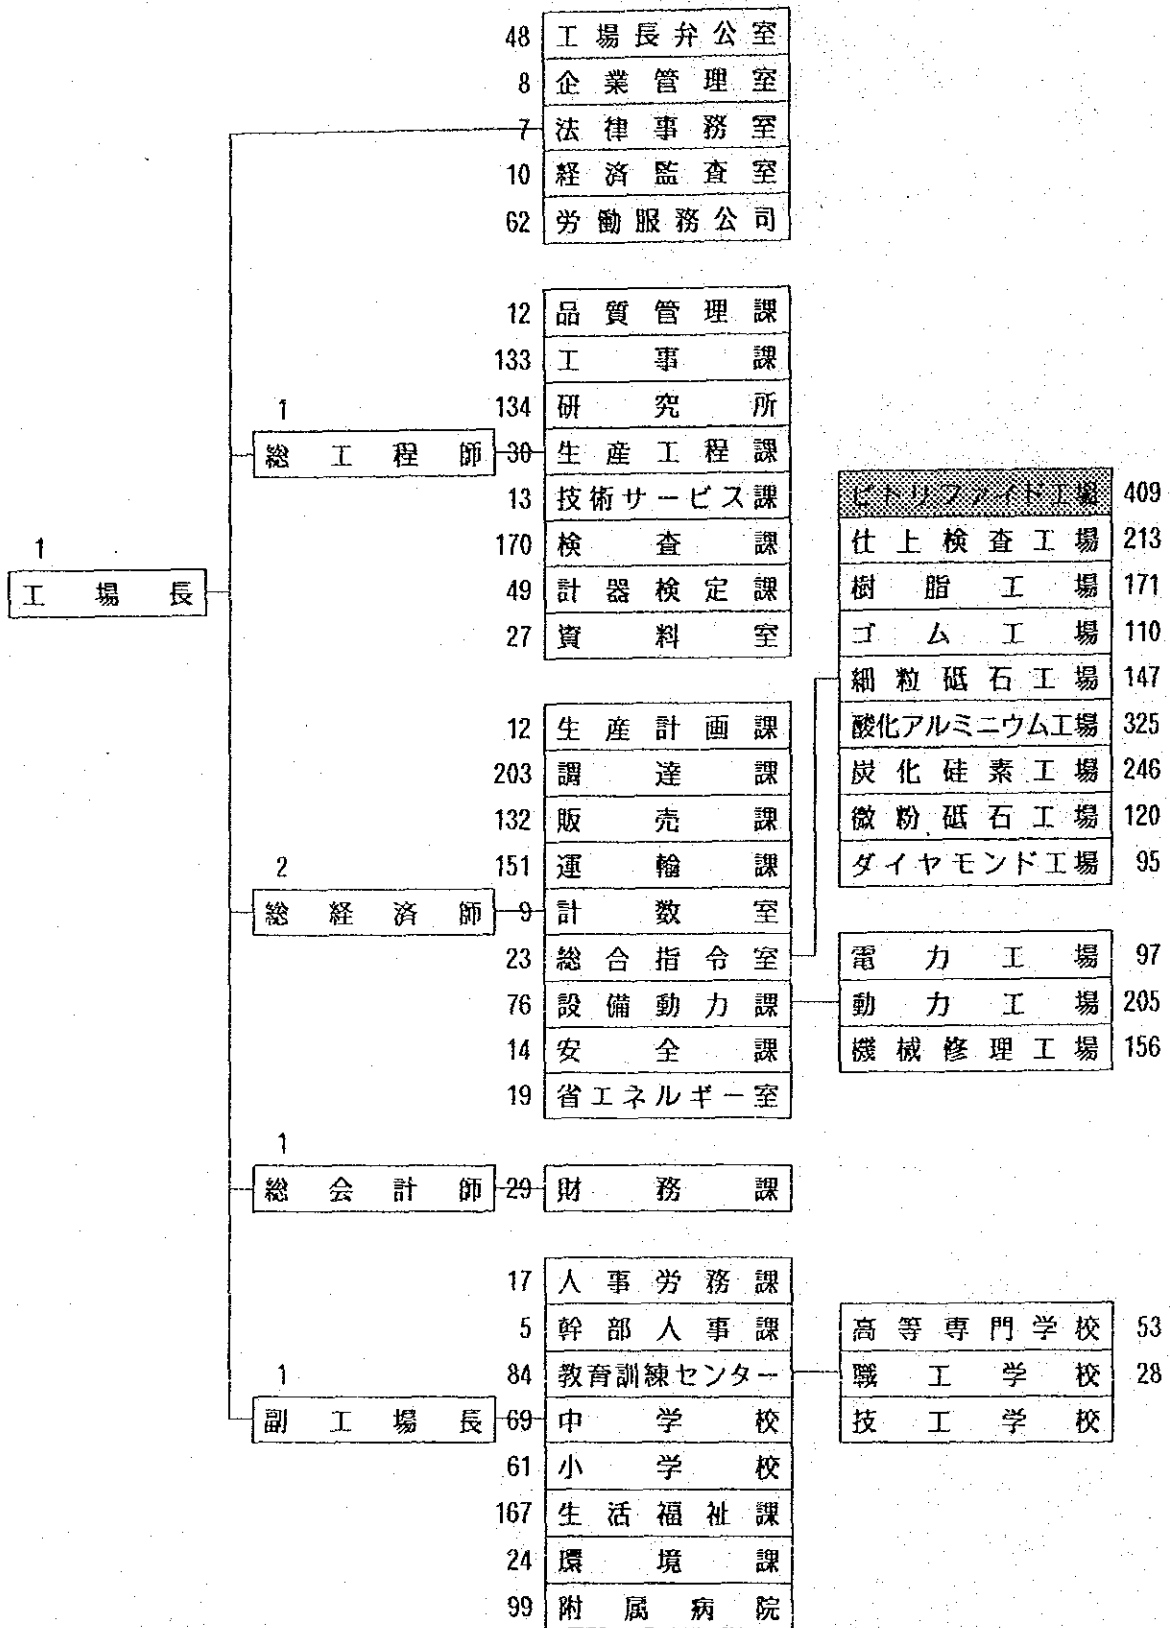 48 工場長弁公室
8 企業管理室
7 法律事務室
10 経済監査室
62 労働服務公司
12 品質管理課
133 工事課
134 研究所
30 生産工程課
13 技術サービス課
170 検査課
49 計器検定課
27 資料室
1
総工程師
1
工場長
ビトリファイド工場 409
仕上検査工場 213
樹脂工場 171
ゴム工場 110
細粒砥石工場 147
酸化アルミニウム工場 325
炭化硅素工場 246
微粉砥石工場 120
ダイヤモンド工場 95
12 生産計画課
203 調達課
132 販売課
151 運輸課
9 計数室
23 総合指令室
76 設備動力課
14 安全課
19 省エネルギー室
2
総経済師
電力工場 97
動力工場 205
機械修理工場 156
1
総会計師
29 財務課
17 人事労務課
5 幹部人事課
84 教育訓練センター
69 中学校
61 小学校
167 生活福祉課
24 環境課
99 附属病院
1
副工場長
高等専門学校 53
職工学校 28
技工学校